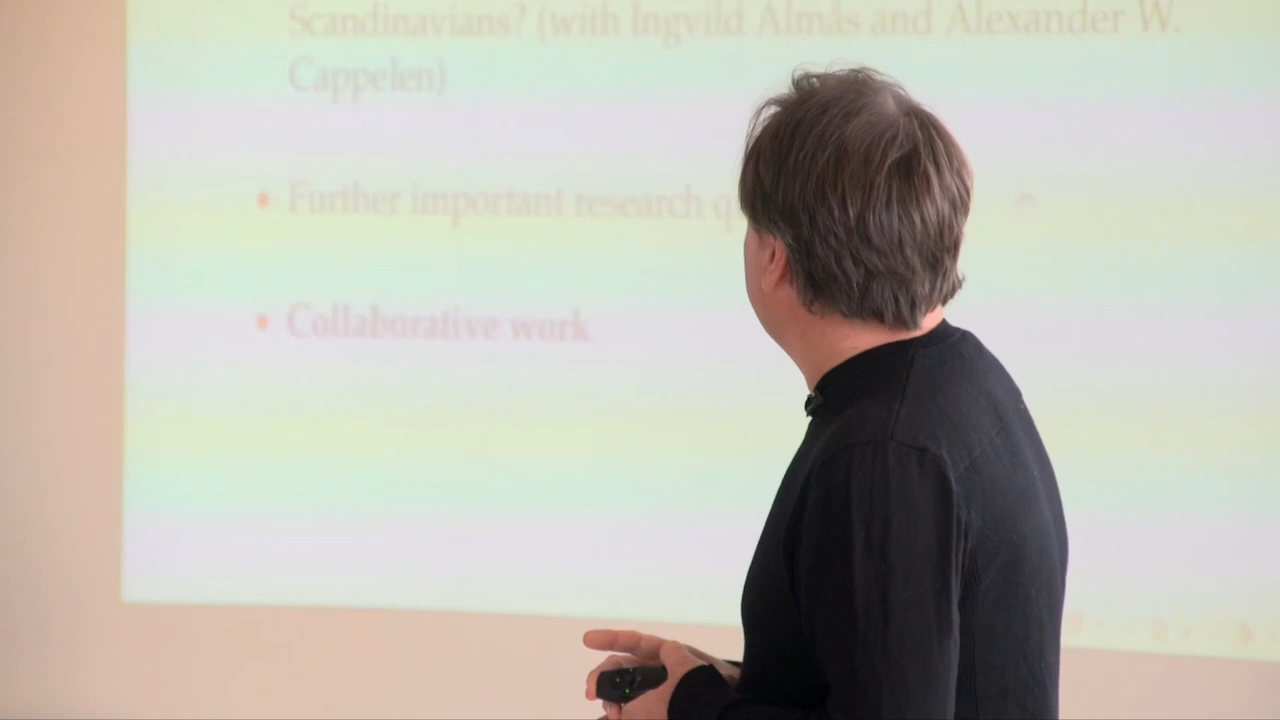 Scandinavians? (with Ingvild Almås and Alexander W.
Cappelen)
• Further important research
• Collaborative work